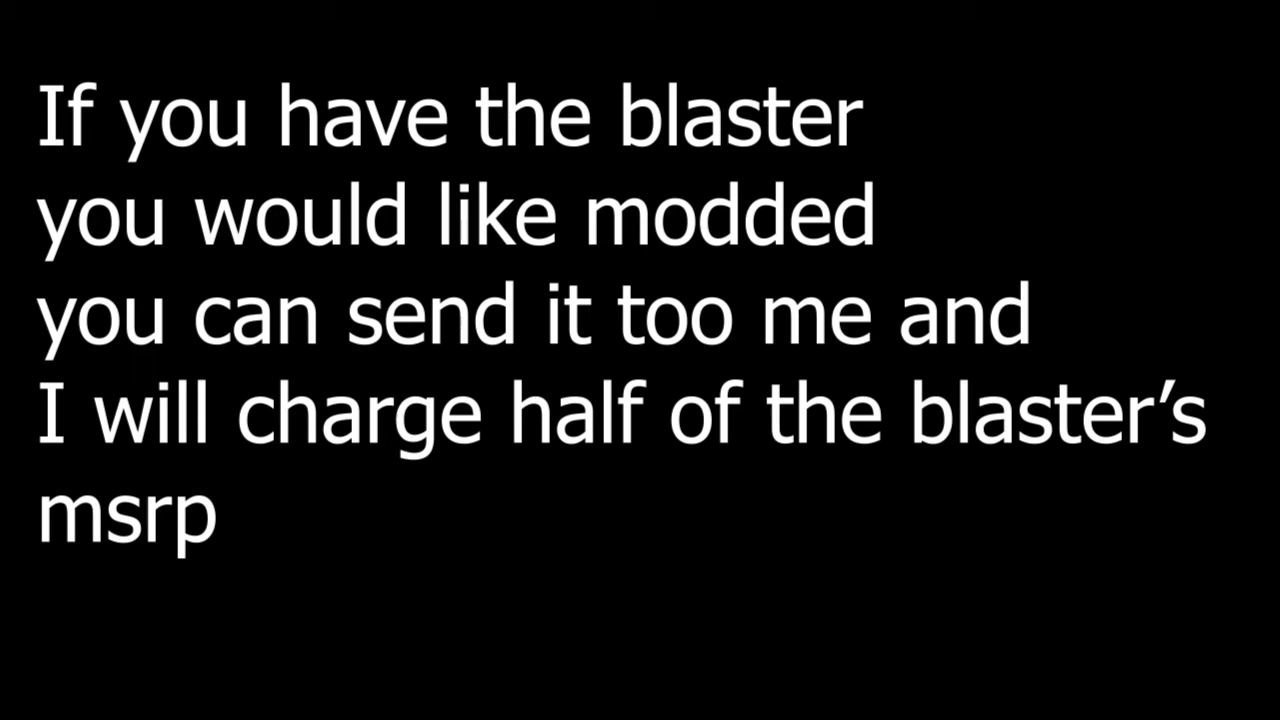 If you have the blaster
you would like modded
you can send it too me and
I will charge half of the blaster’s
msrp